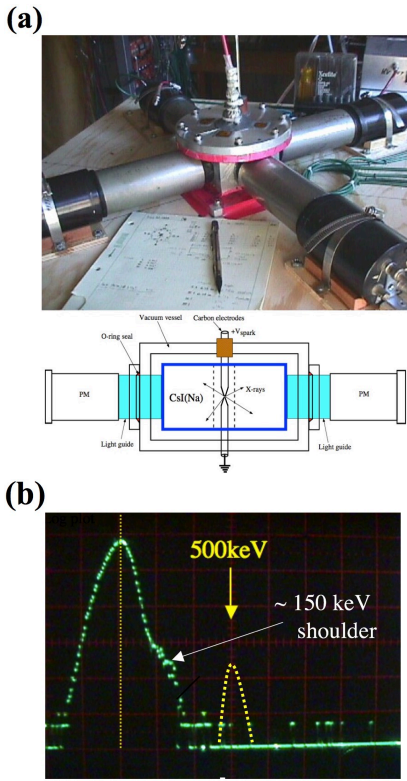 (a)
Vacuum vessel
Carbon electrodes
+Vspark
O-ring seal
X-rays
PM
CsI(Na)
PM
Light guide
Light guide
(b)
500keV
~ 150 keV
shoulder